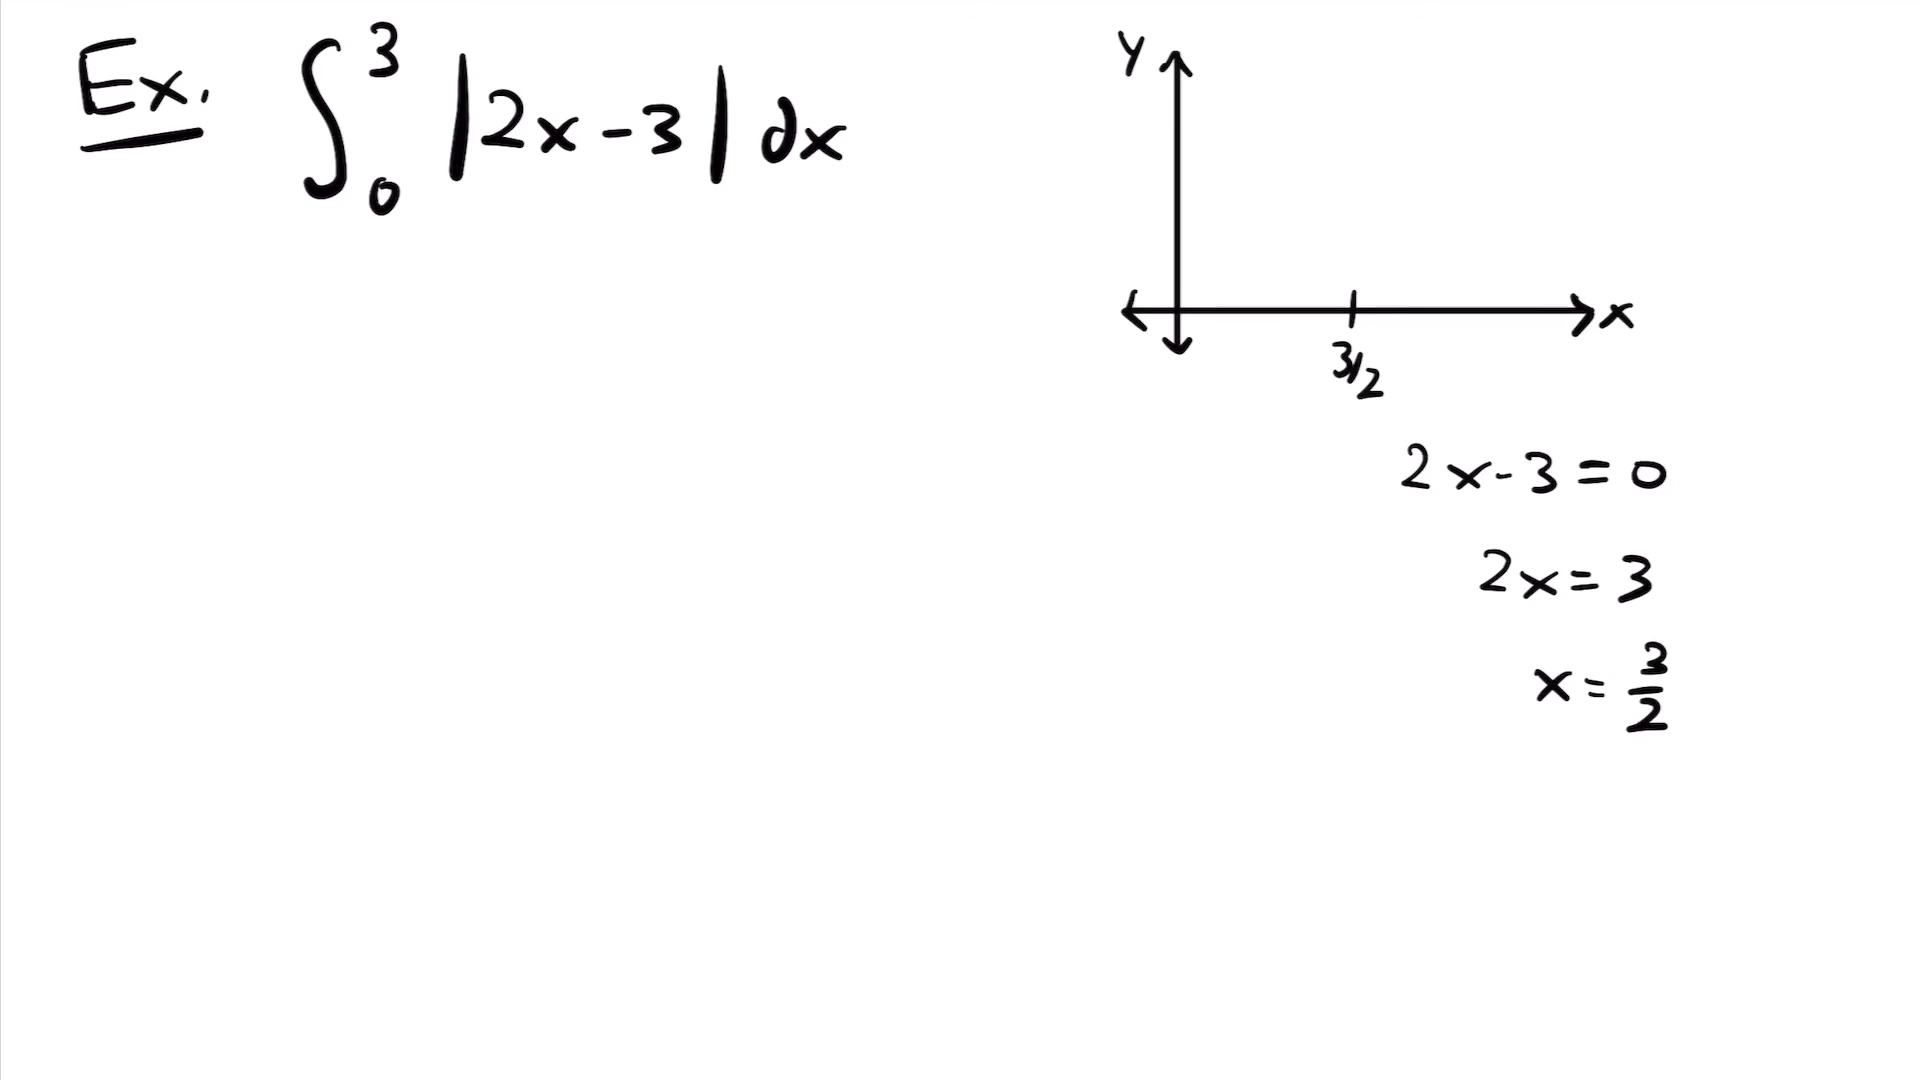 Ex. ∫₀³ |2x-3| dx
y
x
3/2
2x-3=0
2x=3
x=3/2